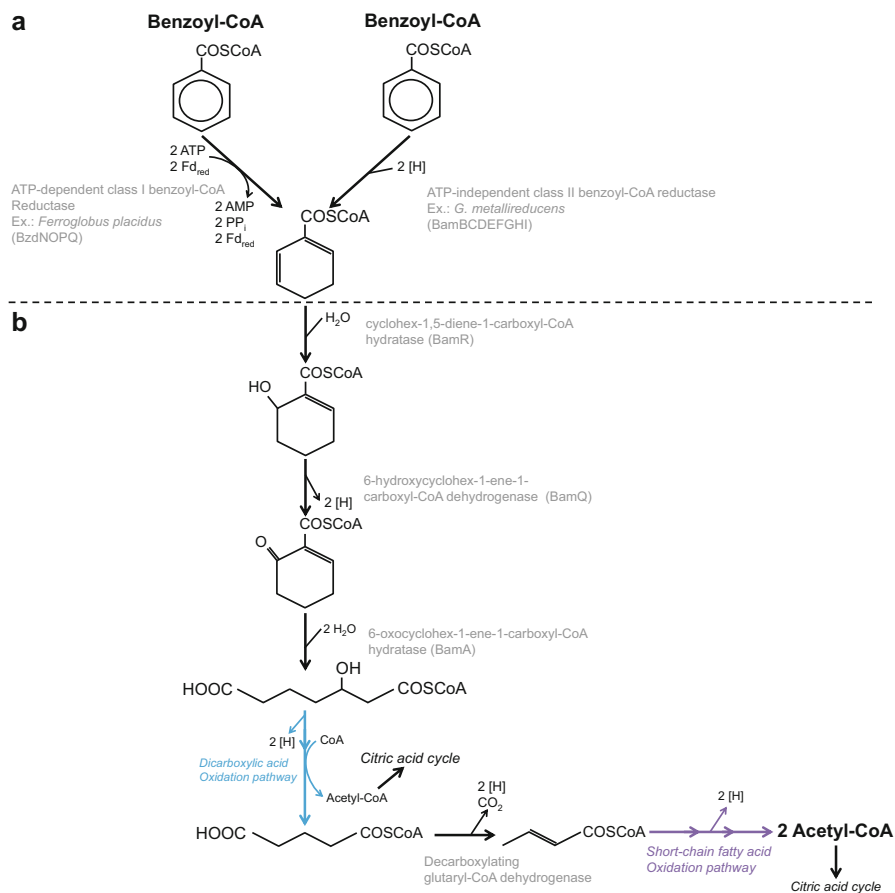 a
Benzoyl-CoA
COSCoA
2 ATP
2 Fdred
ATP-dependent class I benzoyl-CoA
Reductase
Ex.: Ferroglobus placidus
(BzdNOPQ)
2 AMP
2 PPi
2 Fdred
Benzoyl-CoA
COSCoA
2 [H]
ATP-independent class II benzoyl-CoA reductase
Ex.: G. metallireducens
(BamBCDEFGHI)
COSCoA
b
H2O
cyclohex-1,5-diene-1-carboxyl-CoA
hydratase (BamR)
COSCoA
HO
2 [H]
6-hydroxycyclohex-1-ene-1-
carboxyl-CoA dehydrogenase (BamQ)
COSCoA
O
2 H2O
6-oxocyclohex-1-ene-1-carboxyl-CoA
hydratase (BamA)
OH
HOOC
COSCoA
2 [H]
CoA
Dicarboxylic acid
Oxidation pathway
Citric acid cycle
Acetyl-CoA
HOOC
COSCoA
2 [H]
CO2
Decarboxylating
glutaryl-CoA dehydrogenase
COSCoA
2 [H]
Short-chain fatty acid
Oxidation pathway
2 Acetyl-CoA
Citric acid cycle